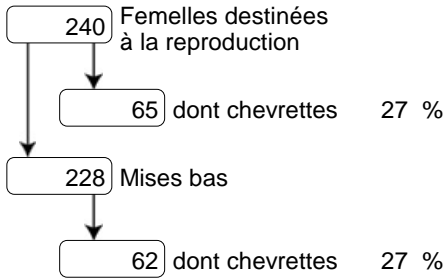 240 Femelles destinées
à la reproduction
65 dont chevrettes 27 %
228 Mises bas
62 dont chevrettes 27 %